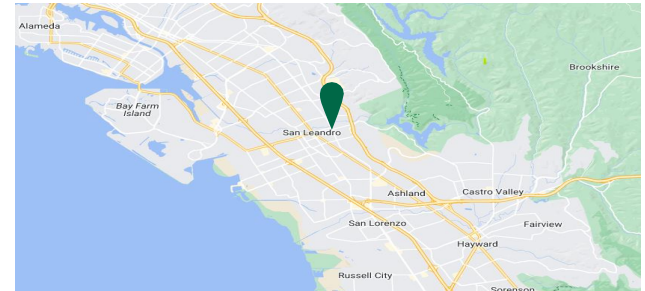 Alameda
Brookshire
Bay Farm
Island
San Leandro
Ashland
Castro Valley
San Lorenzo
Fairview
Hayward
Russell City
Sorenson